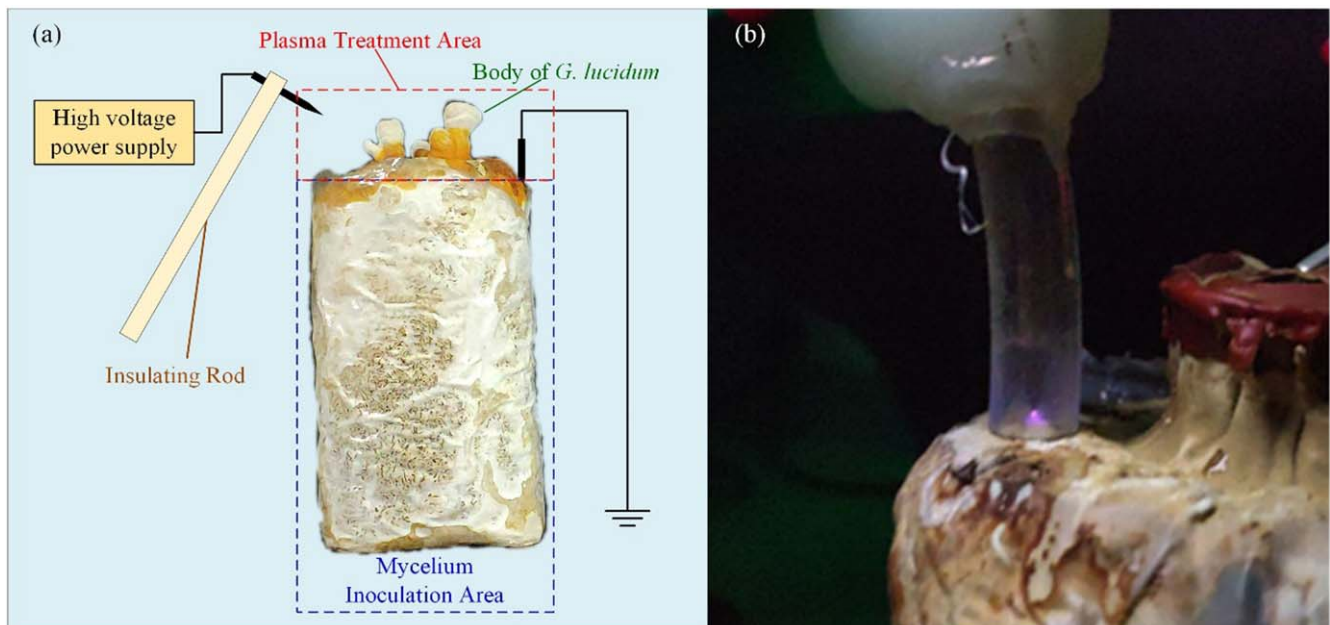 (a)
Plasma Treatment Area
Body of G. lucidum
High voltage
power supply
Insulating Rod
Mycelium
Inoculation Area
(b)